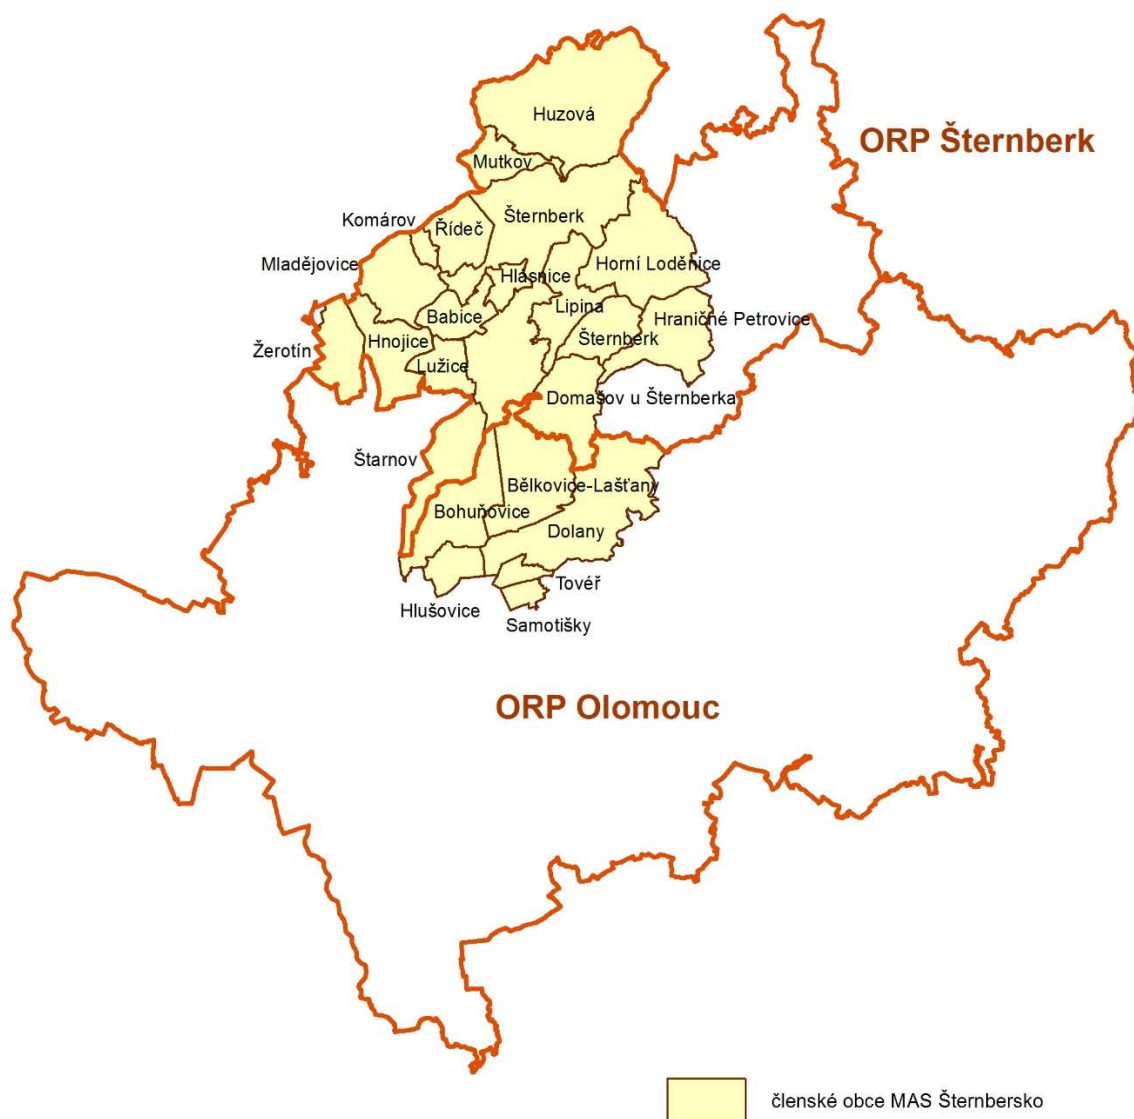 Huzová
ORP Šternberk
Mutkov
Komárov
Řídeč
Šternberk
Mladějovice
Hlásnice
Horní Loděnice
Babice
Lipina
Hraničné Petrovice
Žerotín
Hnojice
Šternberk
Lužice
Domašov u Šternberka
Štarnov
Bělkovice-Lašťany
Bohuňovice
Dolany
Tovéř
Hlušovice
Samotišky
ORP Olomouc
členské obce MAS Šternbersko